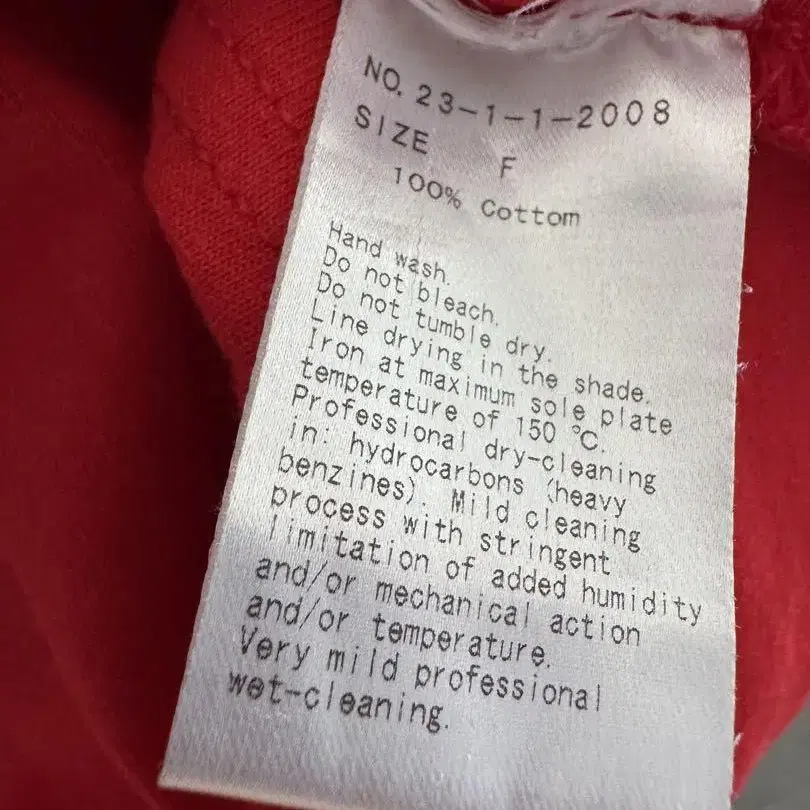 NO. 23-1-1-2008
SIZE F
100% Cottom
Hand wash.
Do not bleach.
Do not tumble dry.
Line drying in the shade.
Iron at maximum sole plate
temperature of 150 °C.
Professional dry-cleaning
in: hydrocarbons (heavy
benzines). Mild cleaning
process with stringent
limitation of added humidity
and/or mechanical action
and/or temperature.
Very mild professional
wet-cleaning.